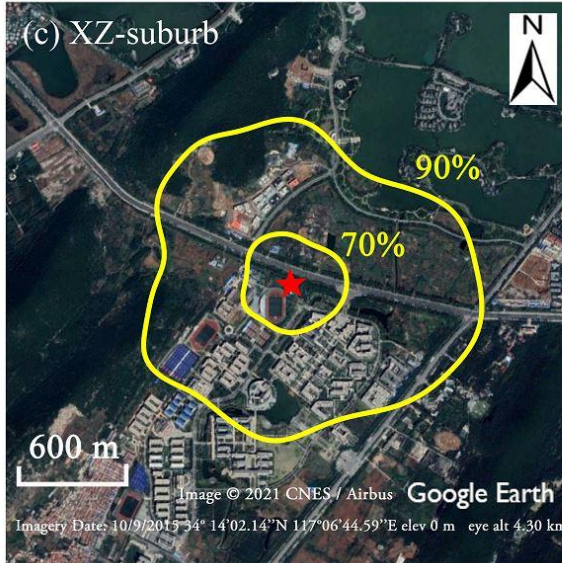 (c) XZ-suburb
N
90%
70%
600 m
Image © 2021 CNES / Airbus Google Earth
Imagery Date: 10/9/2015 34° 14'02.14"N 117°06'44.59"E elev 0 m eye alt 4.30 km